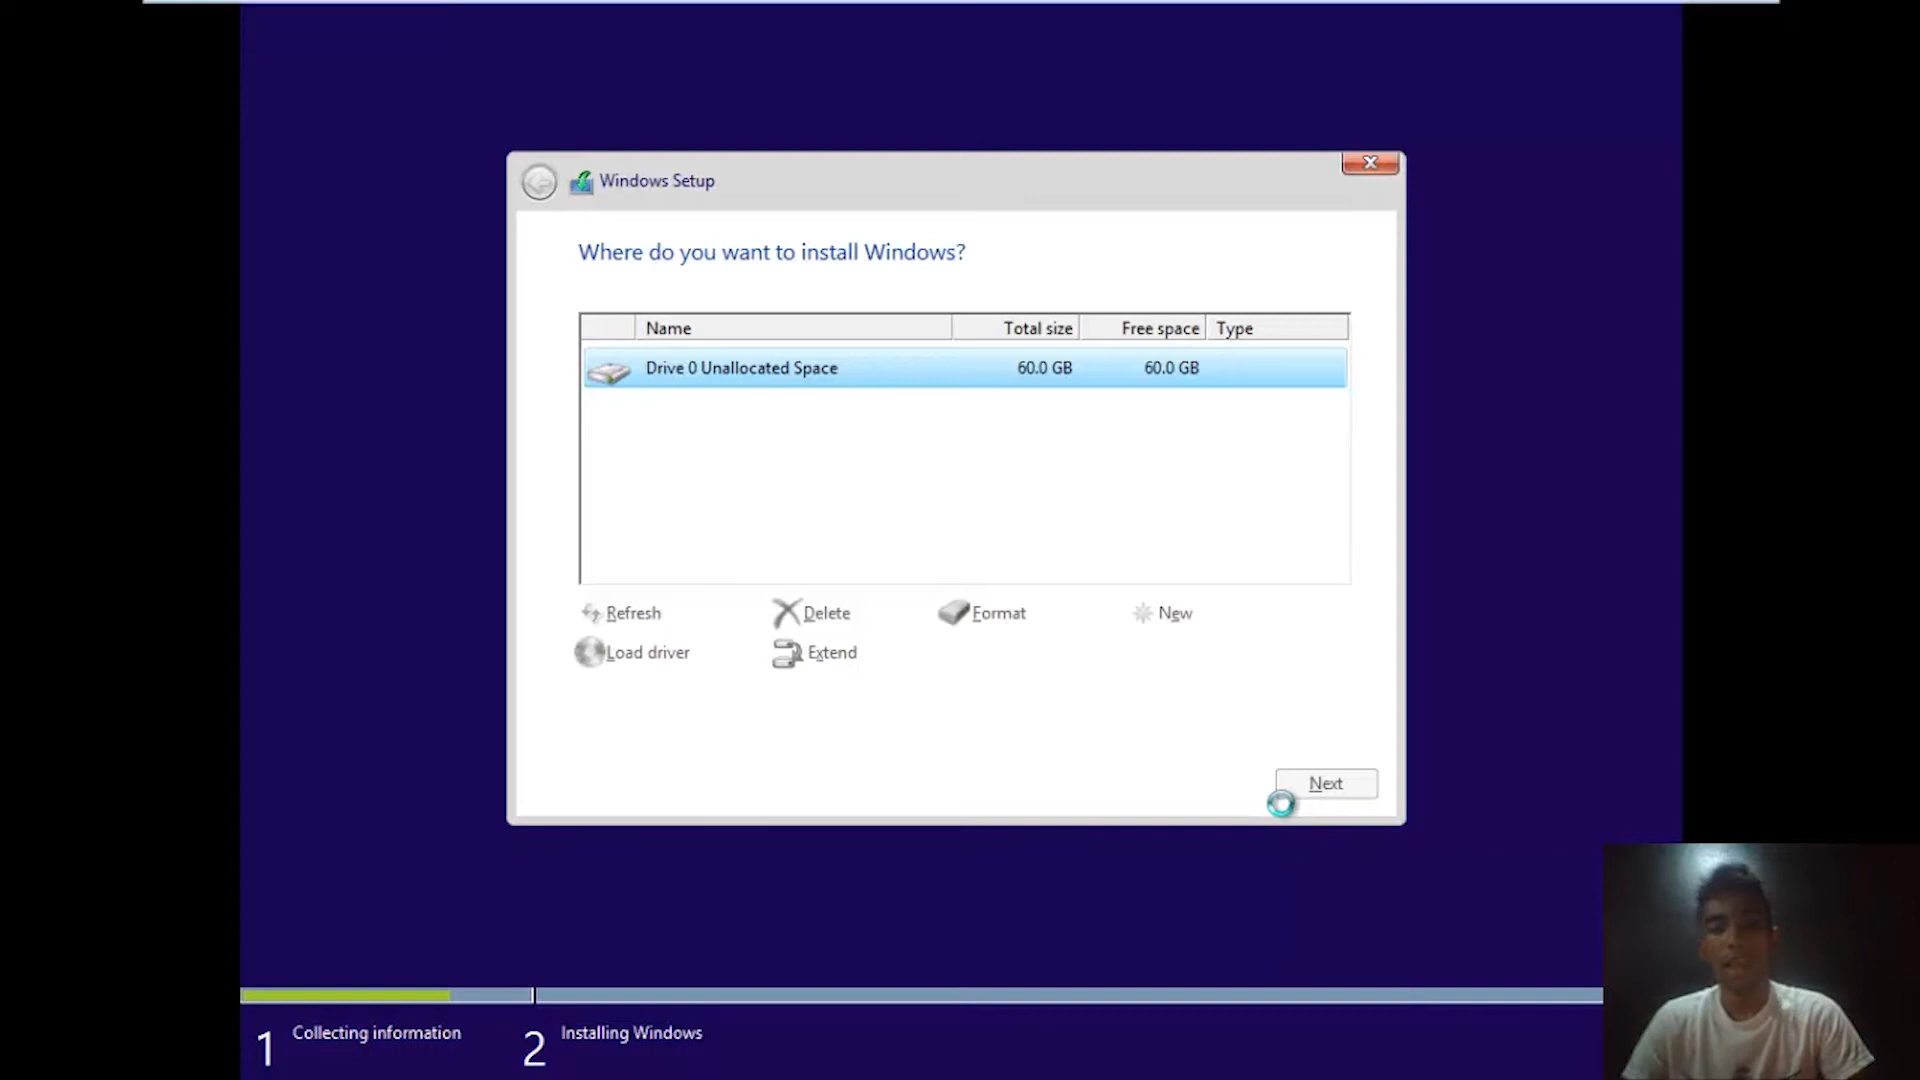 Windows Setup
Where do you want to install Windows?
Name Total size Free space Type
Drive 0 Unallocated Space 60.0 GB 60.0 GB
Refresh Delete Format New
Load driver Extend
Next
1 Collecting information 2 Installing Windows